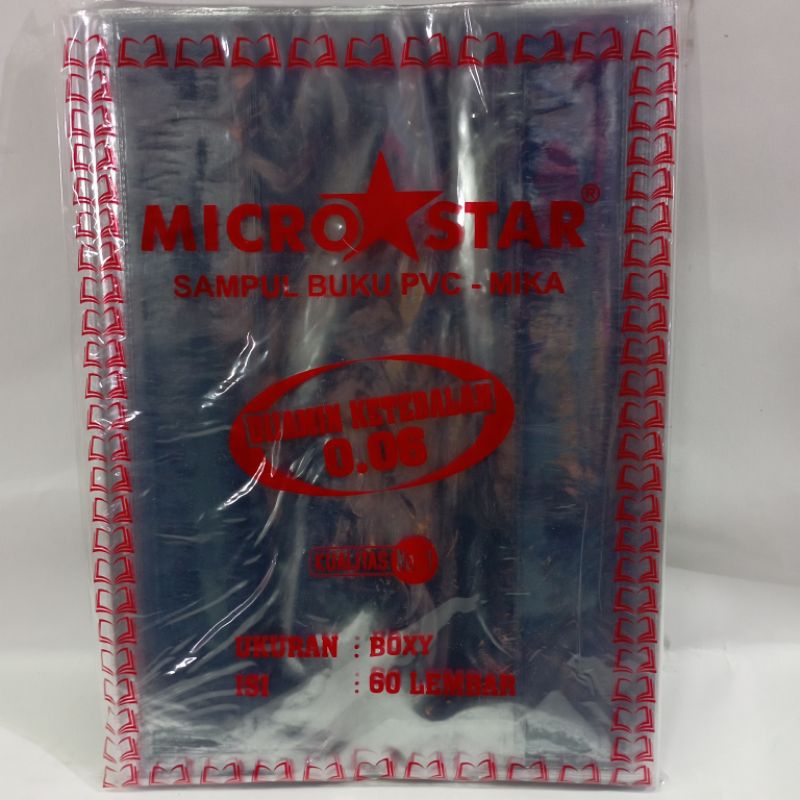 MICRO★STAR®
SAMPUL BUKU PVC - MIKA
DIJAMIN KETEBALAN
0.06
KUALITAS No. 1
UKURAN : BOXY
ISI : 60 LEMBAR